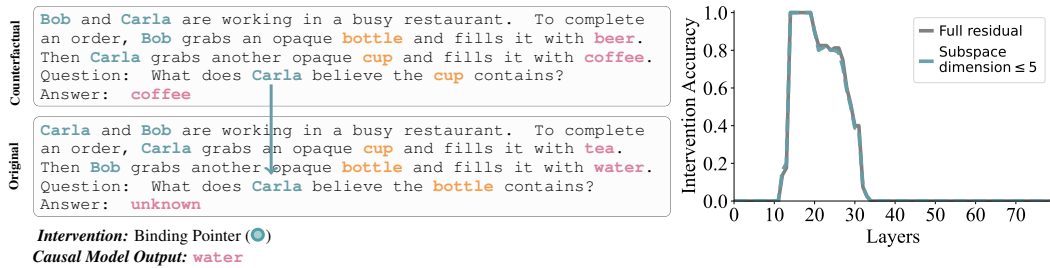 Counterfactual
Bob and Carla are working in a busy restaurant. To complete
an order, Bob grabs an opaque bottle and fills it with beer.
Then Carla grabs another opaque cup and fills it with coffee.
Question: What does Carla believe the cup contains?
Answer: coffee
Original
Carla and Bob are working in a busy restaurant. To complete
an order, Carla grabs an opaque cup and fills it with tea.
Then Bob grabs another opaque bottle and fills it with water.
Question: What does Carla believe the bottle contains?
Answer: unknown
Intervention: Binding Pointer ()
Causal Model Output: water
Intervention Accuracy
1.0
0.8
0.6
0.4
0.2
0.0
Full residual
Subspace
dimension ≤ 5
0 10 20 30 40 50 60 70
Layers